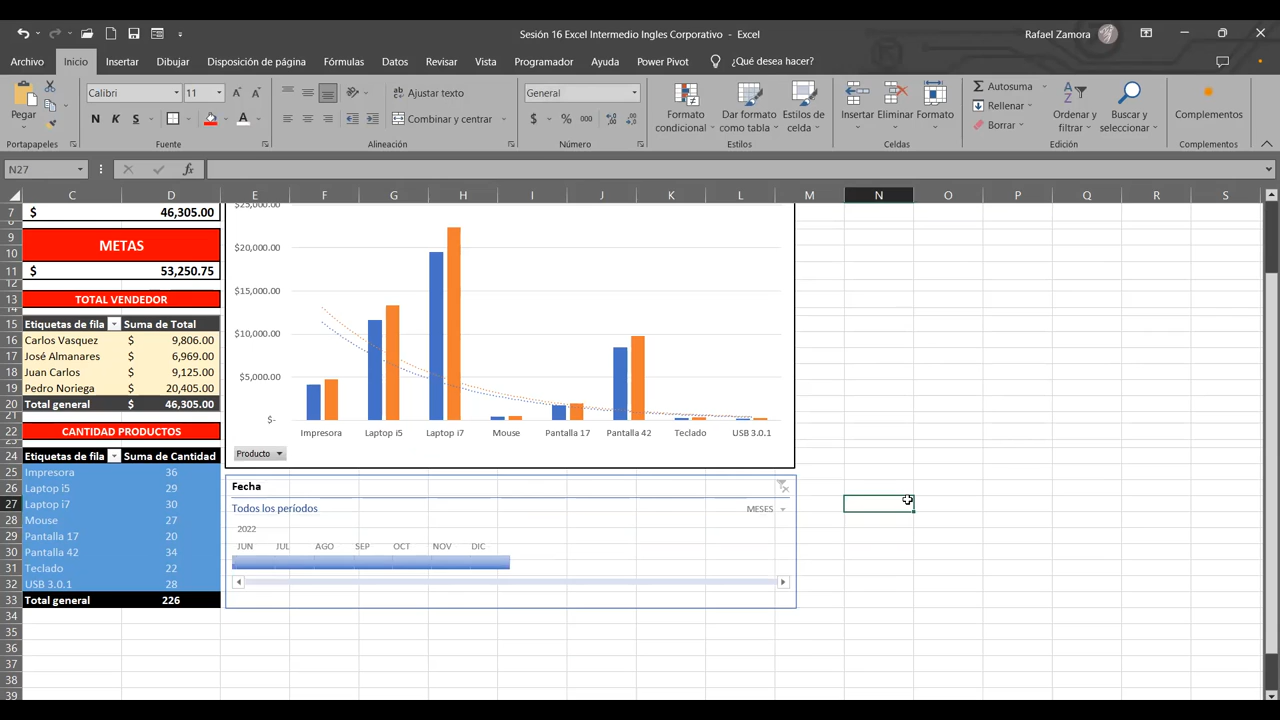 Sesión 16 Excel Intermedio Ingles Corporativo - Excel
Rafael Zamora
Archivo Inicio Insertar Dibujar Disposición de página Fórmulas Datos Revisar Vista Programador Ayuda Power Pivot ¿Qué desea hacer?
Pegar
Calibri 11
N K S A
Ajustar texto
Combinar y centrar
General
$ % 000
Formato condicional
Dar formato como tabla
Estilos de celda
Insertar Eliminar Formato
Autosuma
Rellenar
Borrar
Ordenar y filtrar
Buscar y seleccionar
Complementos
Portapapeles Fuente Alineación Número Estilos Celdas Edición Complementos
N27 fx
C D E F G H I J K L M N O P Q R S
7 $ 46,305.00
9 METAS
10
11 $ 53,250.75
12
13 TOTAL VENDEDOR
14
15 Etiquetas de fila Suma de Total
16 Carlos Vasquez $ 9,806.00
17 José Almanares $ 6,969.00
18 Juan Carlos $ 9,125.00
19 Pedro Noriega $ 20,405.00
20 Total general $ 46,305.00
21
22 CANTIDAD PRODUCTOS
23
24 Etiquetas de fila Suma de Cantidad
25 Impresora 36
26 Laptop i5 29
27 Laptop i7 30
28 Mouse 27
29 Pantalla 17 20
30 Pantalla 42 34
31 Teclado 22
32 USB 3.0.1 28
33 Total general 226
34
35
36
37
38
39
$25,000.00
$20,000.00
$15,000.00
$10,000.00
$5,000.00
$-
Impresora Laptop i5 Laptop i7 Mouse Pantalla 17 Pantalla 42 Teclado USB 3.0.1
Producto
Fecha
Todos los períodos MESES
2022
JUN JUL AGO SEP OCT NOV DIC